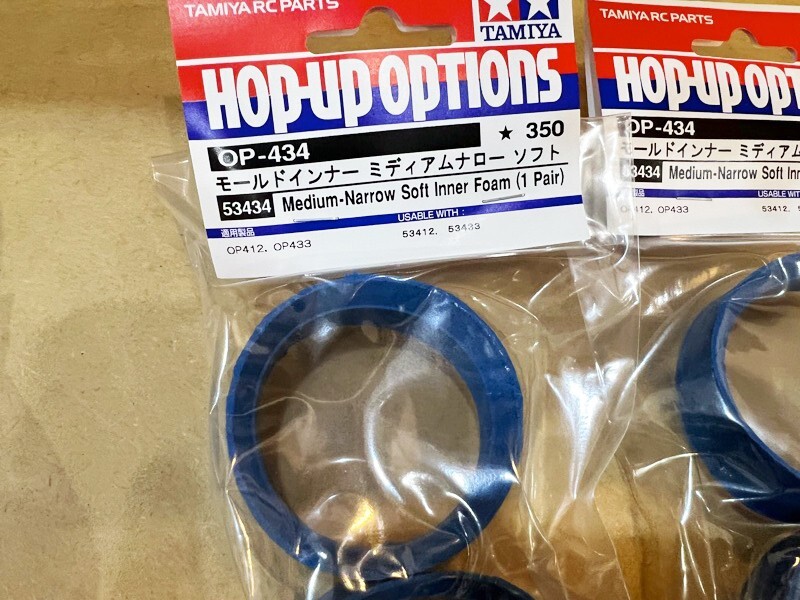 TAMIYA RC PARTS
TAMIYA
HOP-UP OPTIONS
OP-434
★ 350
モールドインナー ミディアムナロー ソフト
53434 Medium-Narrow Soft Inner Foam (1 Pair)
適用製品 USABLE WITH :
OP412, OP433 53412, 53433
TAMIYA RC PARTS
HOP-UP OPT
OP-434
モールドインナー ミディアム
53434 Medium-Narrow Soft Inn
USABLE WITH :
OP412, OP433 53412,